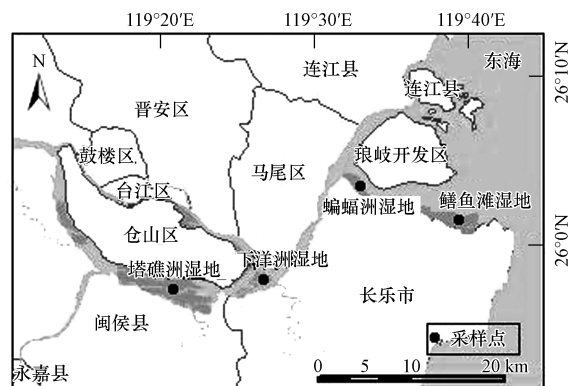 119°20′E
119°30′E
119°40′E
N
东海
连江县
连江县
26°10′N
晋安区
鼓楼区
马尾区
琅岐开发区
台江区
蝙蝠洲湿地
鳝鱼滩湿地
仓山区
下洋洲湿地
26°0′N
塔礁洲湿地
长乐市
闽侯县
采样点
永嘉县
0 5 10 20 km